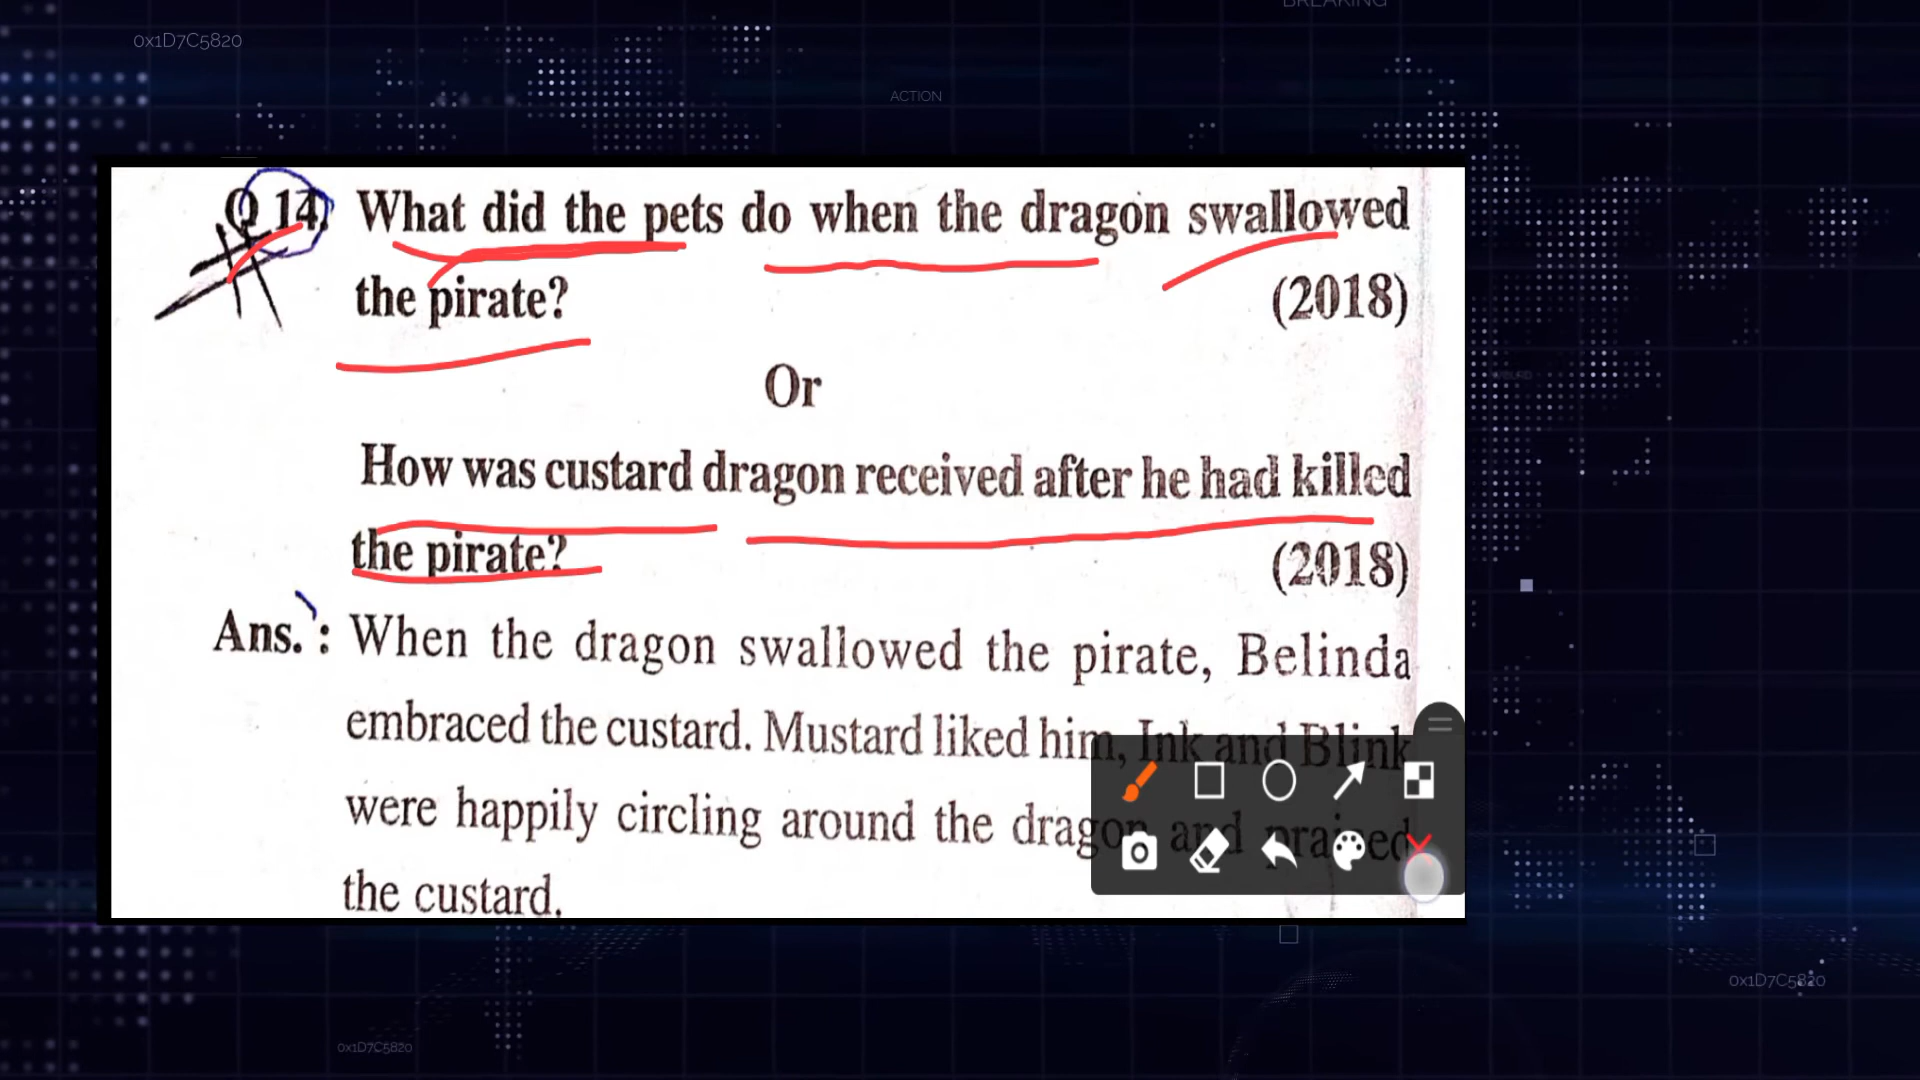 BREAKING
0x1D7C5820
ACTION
Q 14. What did the pets do when the dragon swallowed
the pirate? (2018)
Or
How was custard dragon received after he had killed
the pirate? (2018)
Ans. : When the dragon swallowed the pirate, Belinda
embraced the custard. Mustard liked him, Ink and Blink
were happily circling around the dragon and praised
the custard.
0x1D7C5820
0x1D7C5820